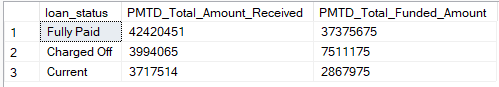 loan_status PMTD_Total_Amount_Received PMTD_Total_Funded_Amount
1 Fully Paid 42420451 37375675
2 Charged Off 3994065 7511175
3 Current 3717514 2867975